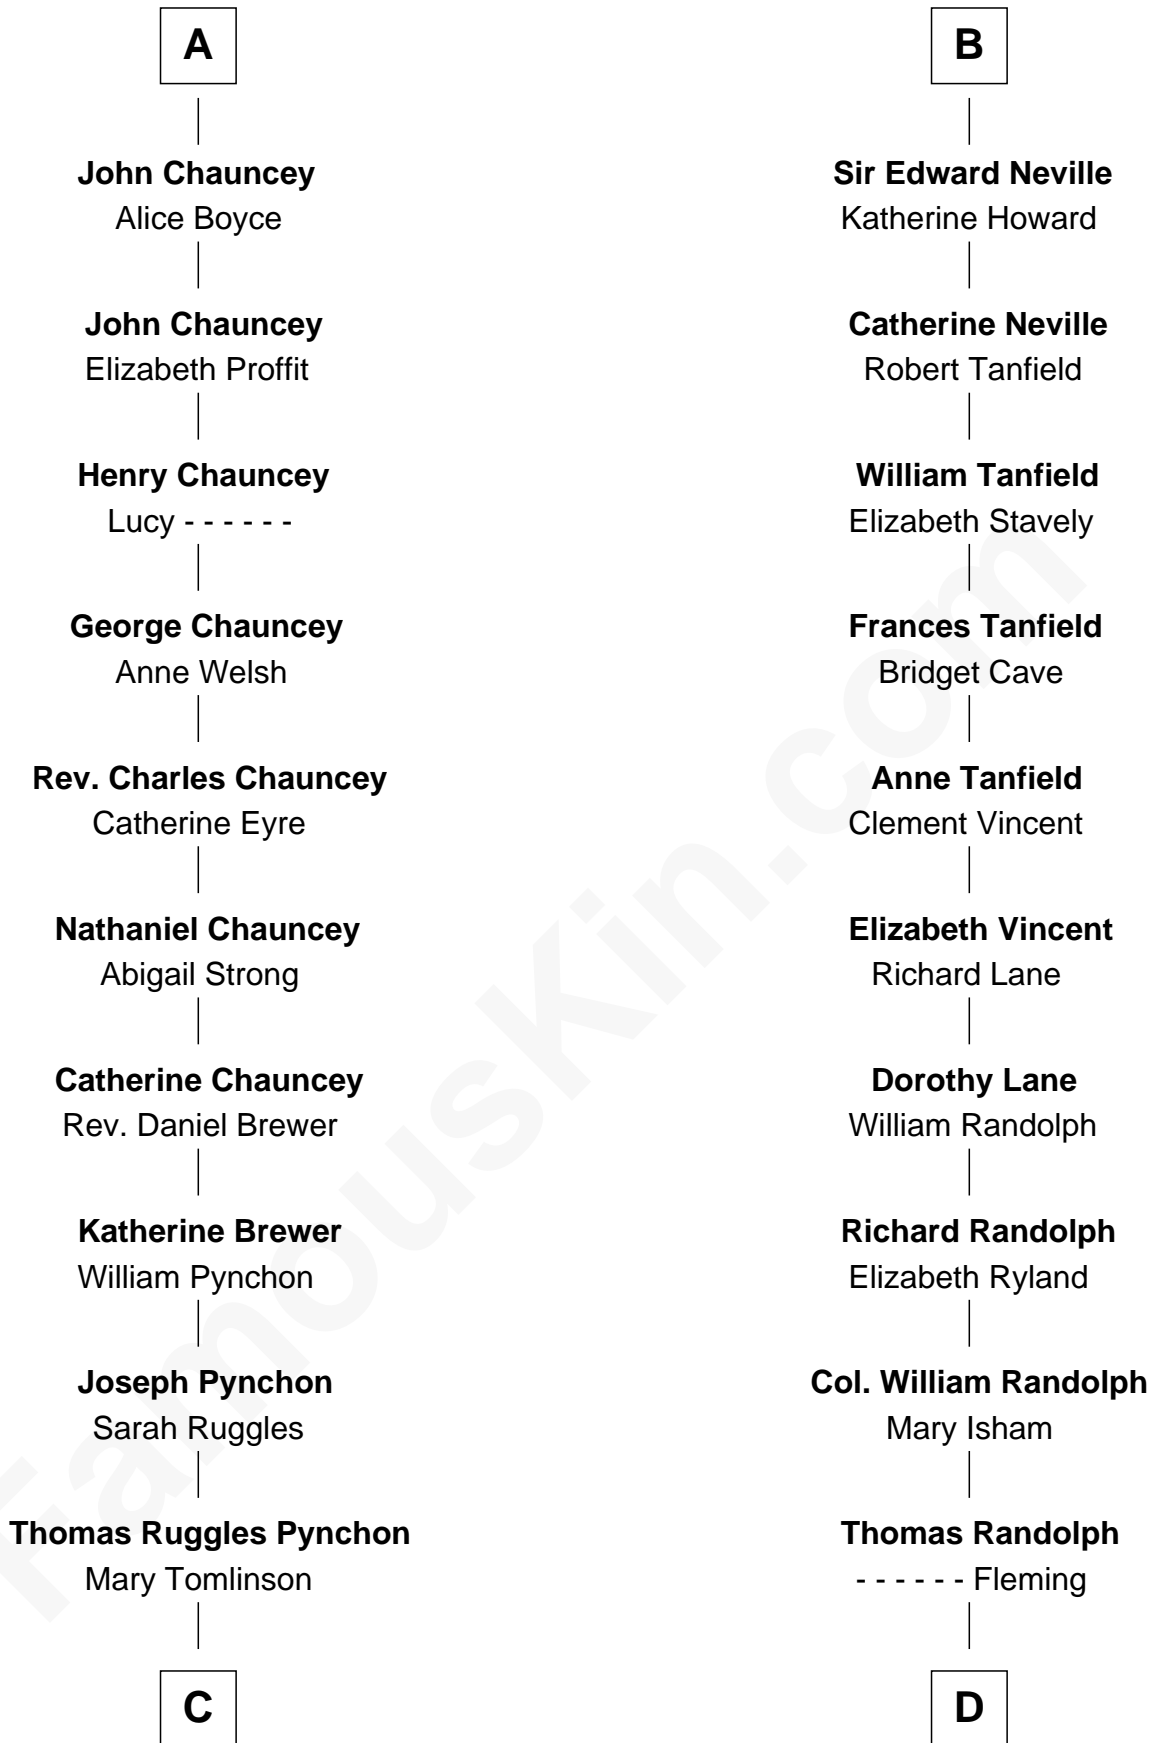 A
John Chauncey
Alice Boyce
John Chauncey
Elizabeth Proffit
Henry Chauncey
Lucy - - - - - -
George Chauncey
Anne Welsh
Rev. Charles Chauncey
Catherine Eyre
Nathaniel Chauncey
Abigail Strong
Catherine Chauncey
Rev. Daniel Brewer
Katherine Brewer
William Pynchon
Joseph Pynchon
Sarah Ruggles
Thomas Ruggles Pynchon
Mary Tomlinson
C
B
Sir Edward Neville
Katherine Howard
Catherine Neville
Robert Tanfield
William Tanfield
Elizabeth Stavely
Frances Tanfield
Bridget Cave
Anne Tanfield
Clement Vincent
Elizabeth Vincent
Richard Lane
Dorothy Lane
William Randolph
Richard Randolph
Elizabeth Ryland
Col. William Randolph
Mary Isham
Thomas Randolph
- - - - - - Fleming
D
FamousKin.com